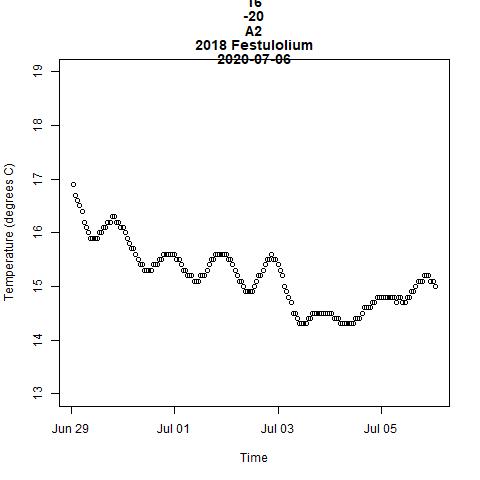 16
-20
A2
2018 Festulolium
2020-07-06
19
18
17
16
15
14
13
Temperature (degrees C)
Jun 29
Jul 01
Jul 03
Jul 05
Time